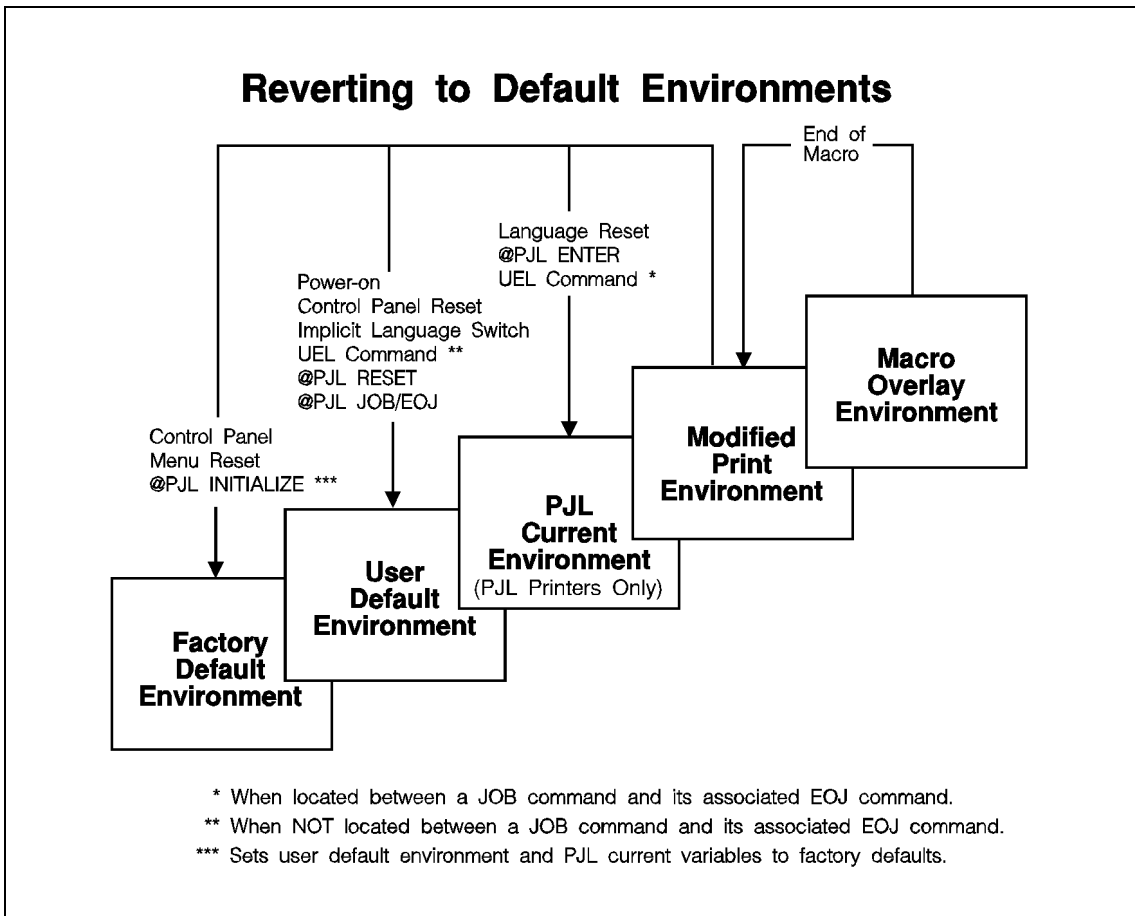 Reverting to Default Environments
End of
Macro
Language Reset
@PJL ENTER
UEL Command *
Power-on
Control Panel Reset
Implicit Language Switch
UEL Command **
@PJL RESET
@PJL JOB/EOJ
Control Panel
Menu Reset
@PJL INITIALIZE ***
Macro
Overlay
Environment
Modified
Print
Environment
PJL
Current
Environment
(PJL Printers Only)
User
Default
Environment
Factory
Default
Environment
* When located between a JOB command and its associated EOJ command.
** When NOT located between a JOB command and its associated EOJ command.
*** Sets user default environment and PJL current variables to factory defaults.